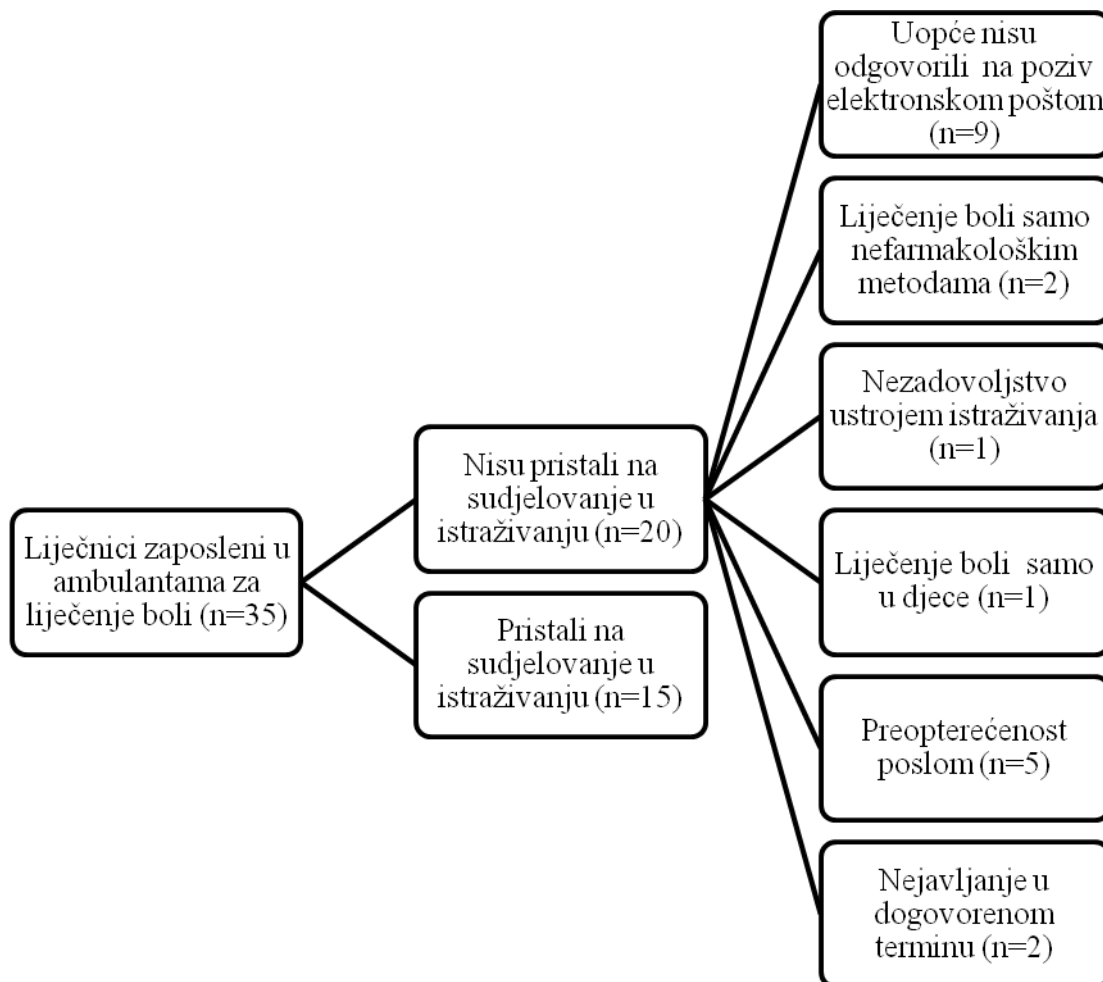 Liječnici zaposleni u
ambulantama za
liječenje boli (n=35)
Nisu pristali na
sudjelovanje u
istraživanju (n=20)
Pristali na
sudjelovanje u
istraživanju (n=15)
Uopće nisu
odgovorili na poziv
elektronskom poštom
(n=9)
Liječenje boli samo
nefarmakološkim
metodama (n=2)
Nezadovoljstvo
ustrojem istraživanja
(n=1)
Liječenje boli samo
u djece (n=1)
Preopterećenost
poslom (n=5)
Nejavljanje u
dogovorenom
terminu (n=2)